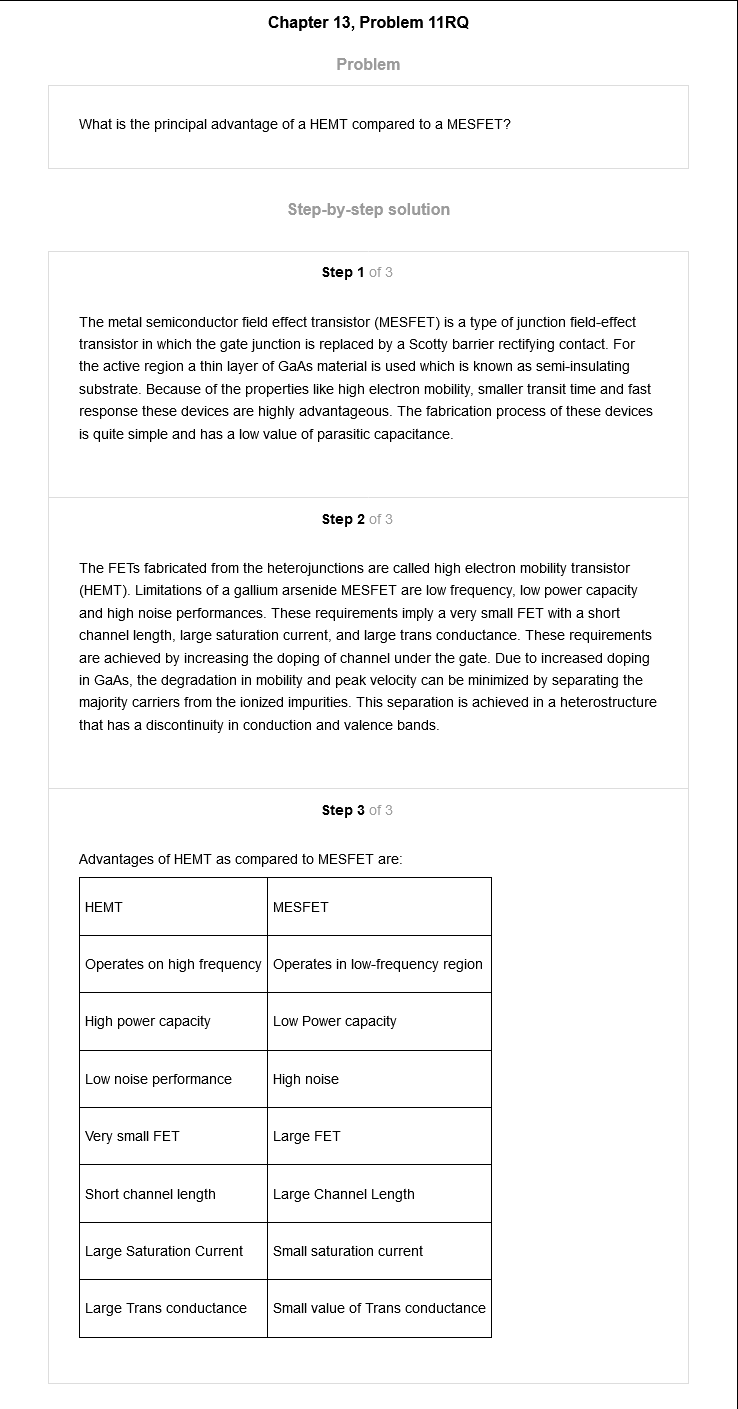 Chapter 13, Problem 11RQ
Problem
What is the principal advantage of a HEMT compared to a MESFET?
Step-by-step solution
Step 1 of 3
The metal semiconductor field effect transistor (MESFET) is a type of junction field-effect
transistor in which the gate junction is replaced by a Scotty barrier rectifying contact. For
the active region a thin layer of GaAs material is used which is known as semi-insulating
substrate. Because of the properties like high electron mobility, smaller transit time and fast
response these devices are highly advantageous. The fabrication process of these devices
is quite simple and has a low value of parasitic capacitance.
Step 2 of 3
The FETs fabricated from the heterojunctions are called high electron mobility transistor
(HEMT). Limitations of a gallium arsenide MESFET are low frequency, low power capacity
and high noise performances. These requirements imply a very small FET with a short
channel length, large saturation current, and large trans conductance. These requirements
are achieved by increasing the doping of channel under the gate. Due to increased doping
in GaAs, the degradation in mobility and peak velocity can be minimized by separating the
majority carriers from the ionized impurities. This separation is achieved in a heterostructure
that has a discontinuity in conduction and valence bands.
Step 3 of 3
Advantages of HEMT as compared to MESFET are:
HEMT MESFET
Operates on high frequency Operates in low-frequency region
High power capacity Low Power capacity
Low noise performance High noise
Very small FET Large FET
Short channel length Large Channel Length
Large Saturation Current Small saturation current
Large Trans conductance Small value of Trans conductance